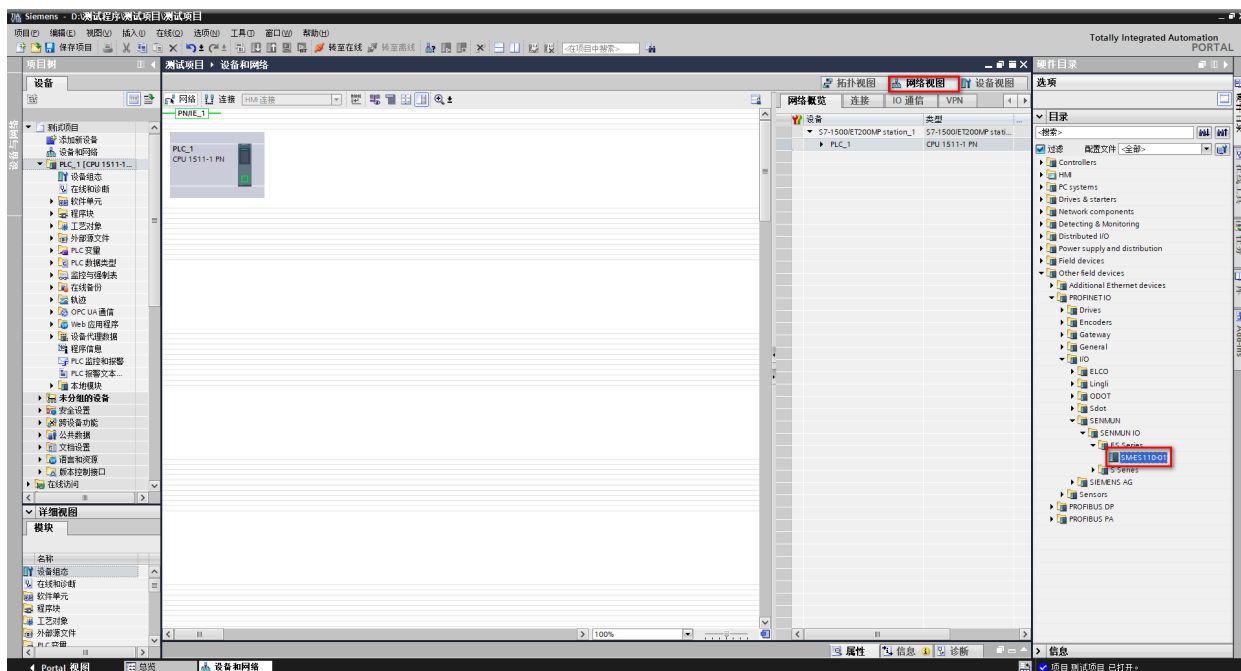 Siemens - D:\测试程序\测试项目\测试项目
项目(P) 编辑(E) 视图(V) 插入(I) 在线(O) 选项(N) 工具(T) 窗口(W) 帮助(H)
Totally Integrated Automation
PORTAL
保存项目 转至在线 转至离线 <在项目中搜索>
项目树
设备
设备与网络
测试项目
添加新设备
设备和网络
PLC_1 [CPU 1511-1...
设备组态
在线和诊断
软件单元
程序块
工艺对象
外部源文件
PLC 变量
PLC 数据类型
监控与强制表
在线备份
轨迹
OPC UA 通信
Web 应用程序
设备代理数据
程序信息
PLC 监控和报警
PLC 报警文本...
本地模块
未分组的设备
安全设置
跨设备功能
公共数据
文档设置
语言和资源
版本控制接口
在线访问
详细视图
模块
名称
设备组态
在线和诊断
软件单元
程序块
工艺对象
外部源文件
PLC 变量
测试项目 ▸ 设备和网络
拓扑视图 网络视图 设备视图
网络 连接 HMI 连接
PN/IE_1
PLC_1
CPU 1511-1 PN
100%
网络概览 连接 IO 通信 VPN
设备 类型 ...
S7-1500/ET200MP station_1 S7-1500/ET200MP stati...
PLC_1 CPU 1511-1 PN
属性 信息 诊断
硬件目录
选项
目录
<搜索>
过滤 配置文件 <全部>
Controllers
HMI
PC systems
Drives & starters
Network components
Detecting & Monitoring
Distributed I/O
Power supply and distribution
Field devices
Other field devices
Additional Ethernet devices
PROFINET IO
Drives
Encoders
Gateway
General
I/O
ELCO
Lingli
ODOT
Sdot
SENMUN
SENMUN IO
ES Series
SM-ES110-01
S Series
SIEMENS AG
Sensors
PROFIBUS DP
PROFIBUS PA
信息
Add-Ins
Portal 视图 总览 设备和网络
项目 测试项目 已打开。